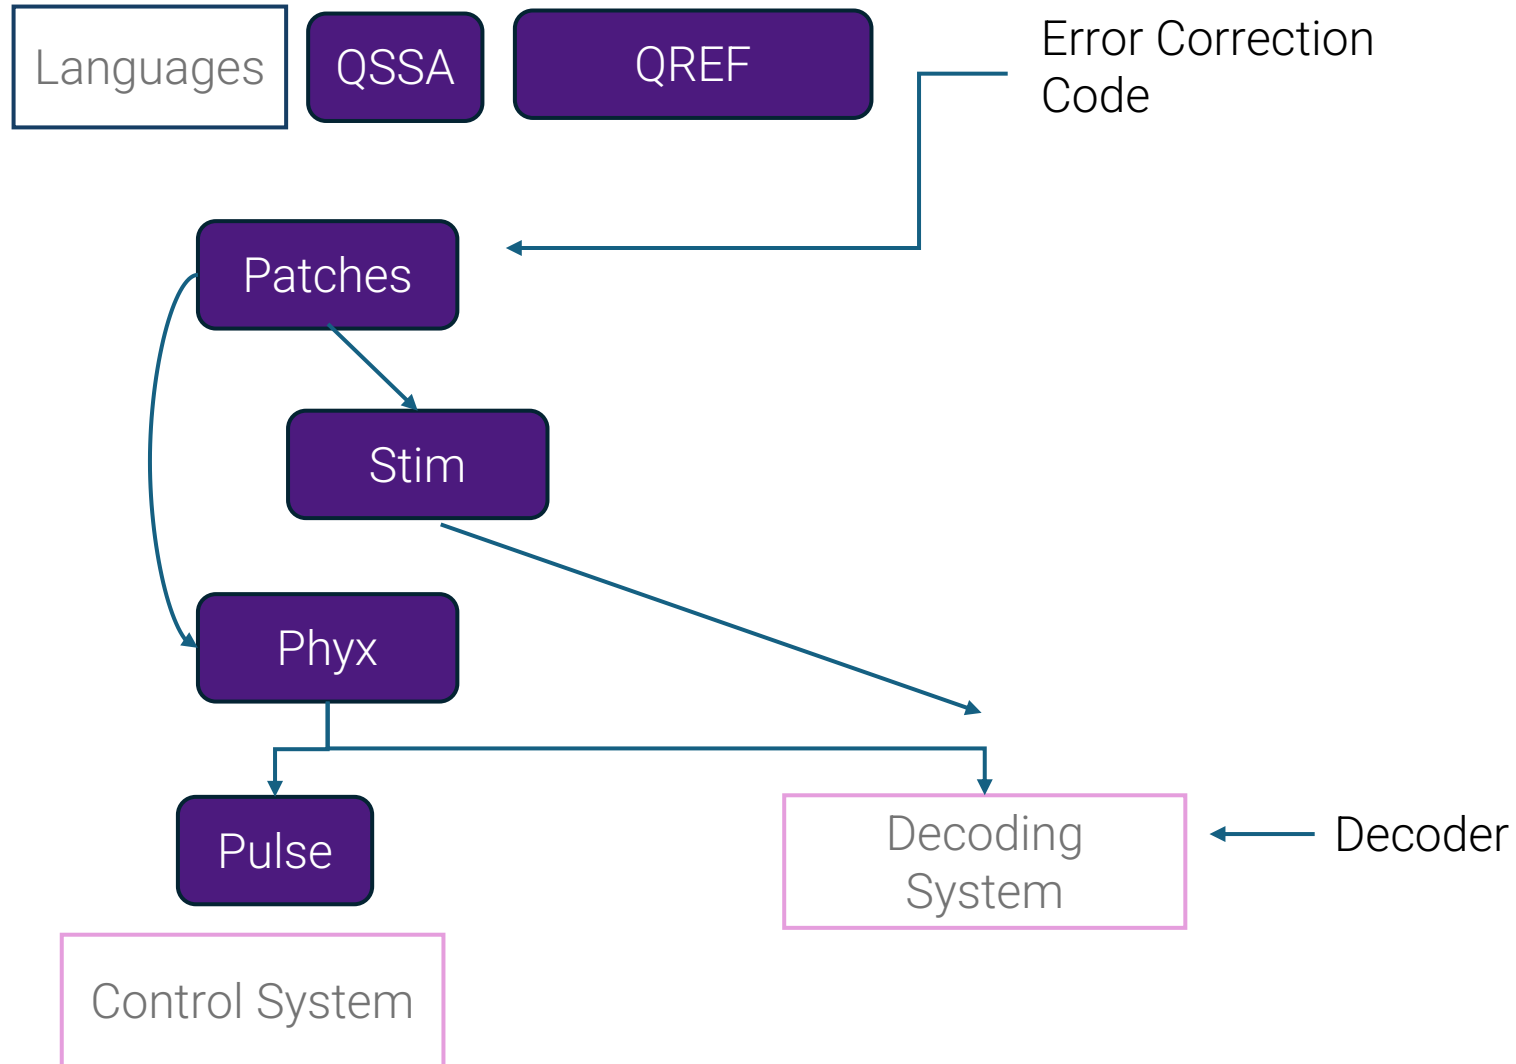 Languages
QSSA
QREF
Error Correction
Code
Patches
Stim
Phyx
Pulse
Decoding
System
Decoder
Control System